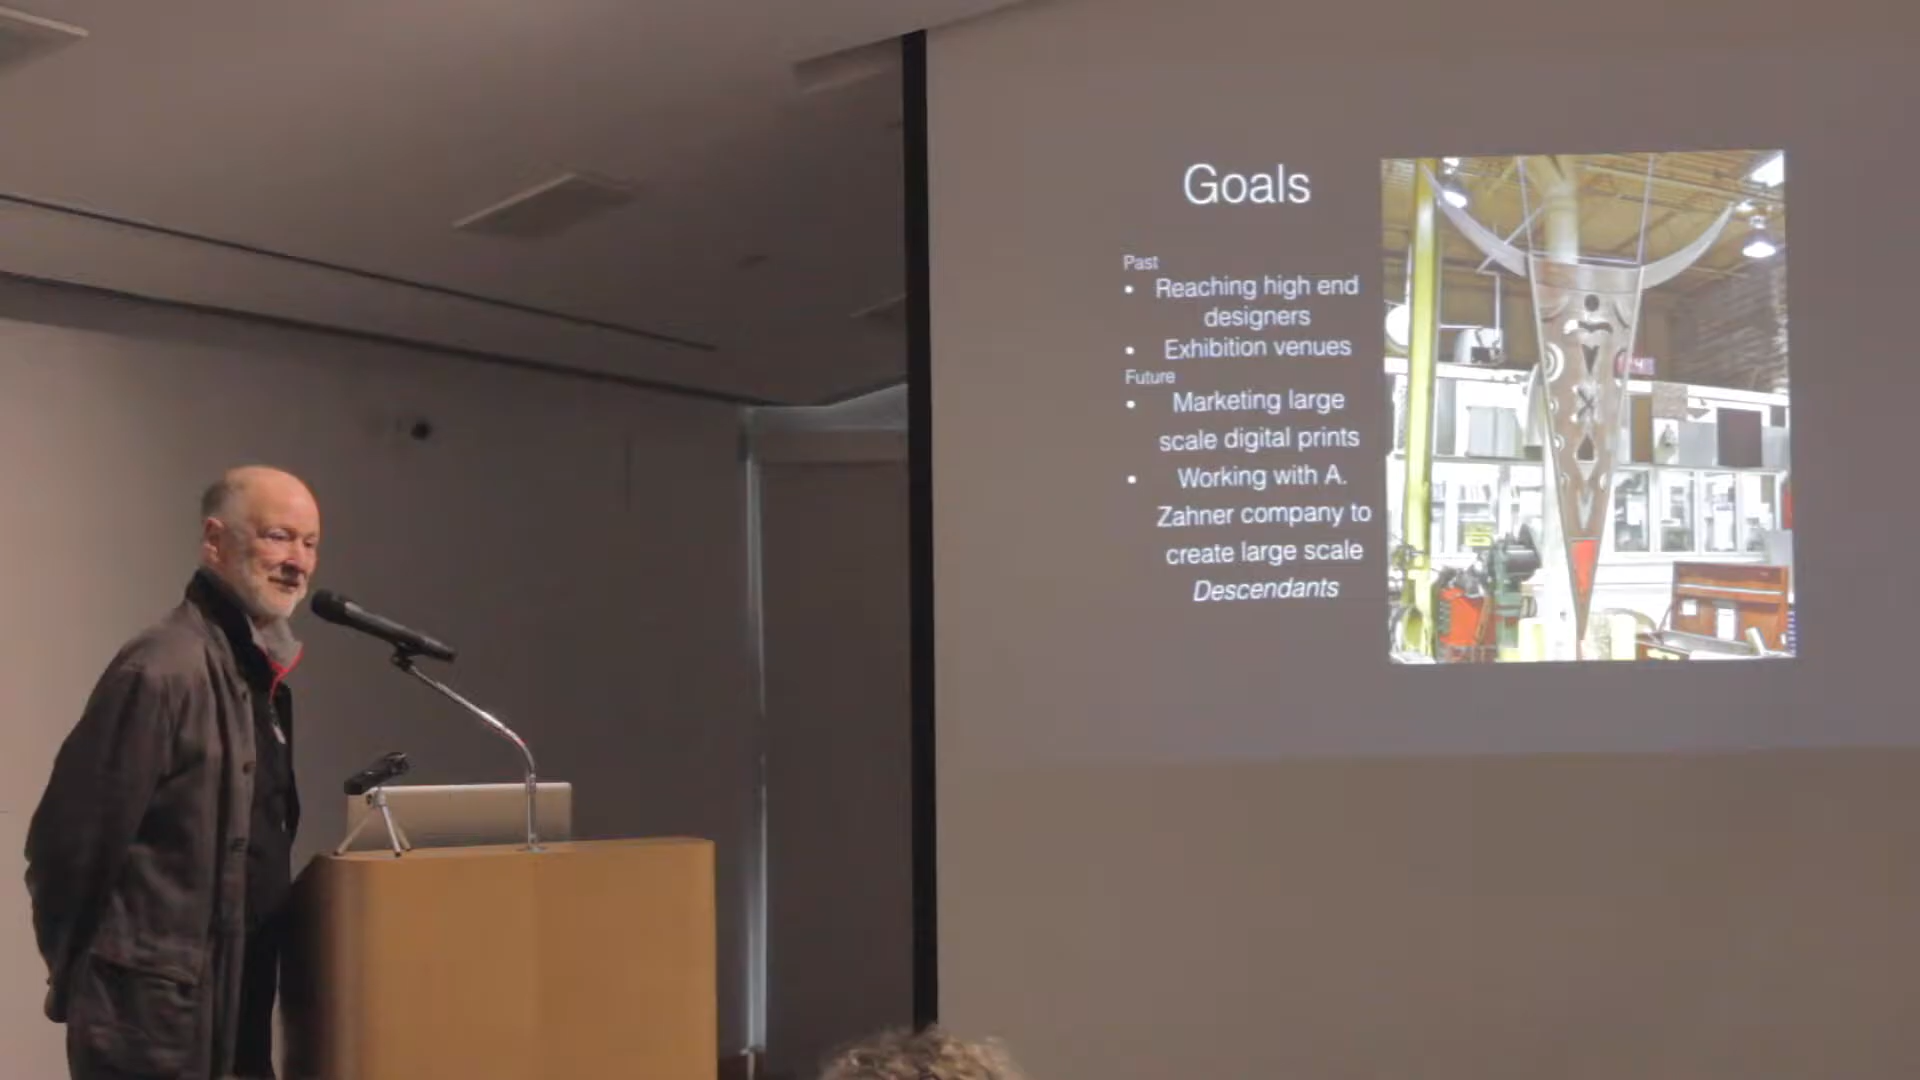 Goals
Past
• Reaching high end
designers
• Exhibition venues
Future
• Marketing large
scale digital prints
• Working with A.
Zahner company to
create large scale
Descendants